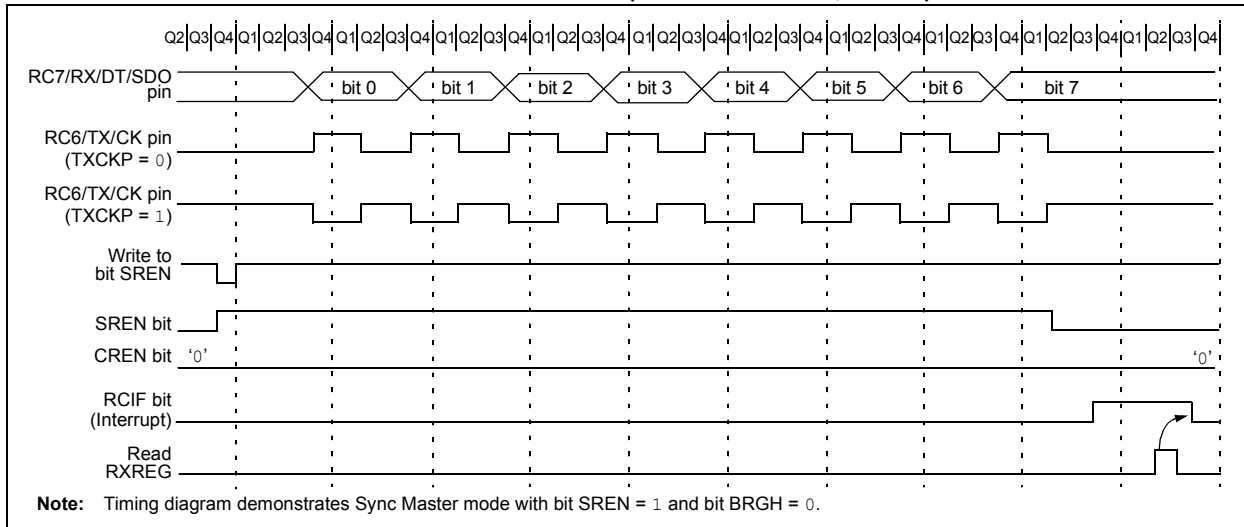 Q2 Q3 Q4 Q1 Q2 Q3 Q4 Q1 Q2 Q3 Q4 Q1 Q2 Q3 Q4 Q1 Q2 Q3 Q4 Q1 Q2 Q3 Q4 Q1 Q2 Q3 Q4 Q1 Q2 Q3 Q4 Q1 Q2 Q3 Q4 Q1 Q2 Q3 Q4 Q1 Q2 Q3 Q4
RC7/RX/DT/SDO
pin
bit 0 bit 1 bit 2 bit 3 bit 4 bit 5 bit 6 bit 7
RC6/TX/CK pin
(TXCKP = 0)
RC6/TX/CK pin
(TXCKP = 1)
Write to
bit SREN
SREN bit
CREN bit ‘0’ ‘0’
RCIF bit
(Interrupt)
Read
RXREG
Note: Timing diagram demonstrates Sync Master mode with bit SREN = 1 and bit BRGH = 0.